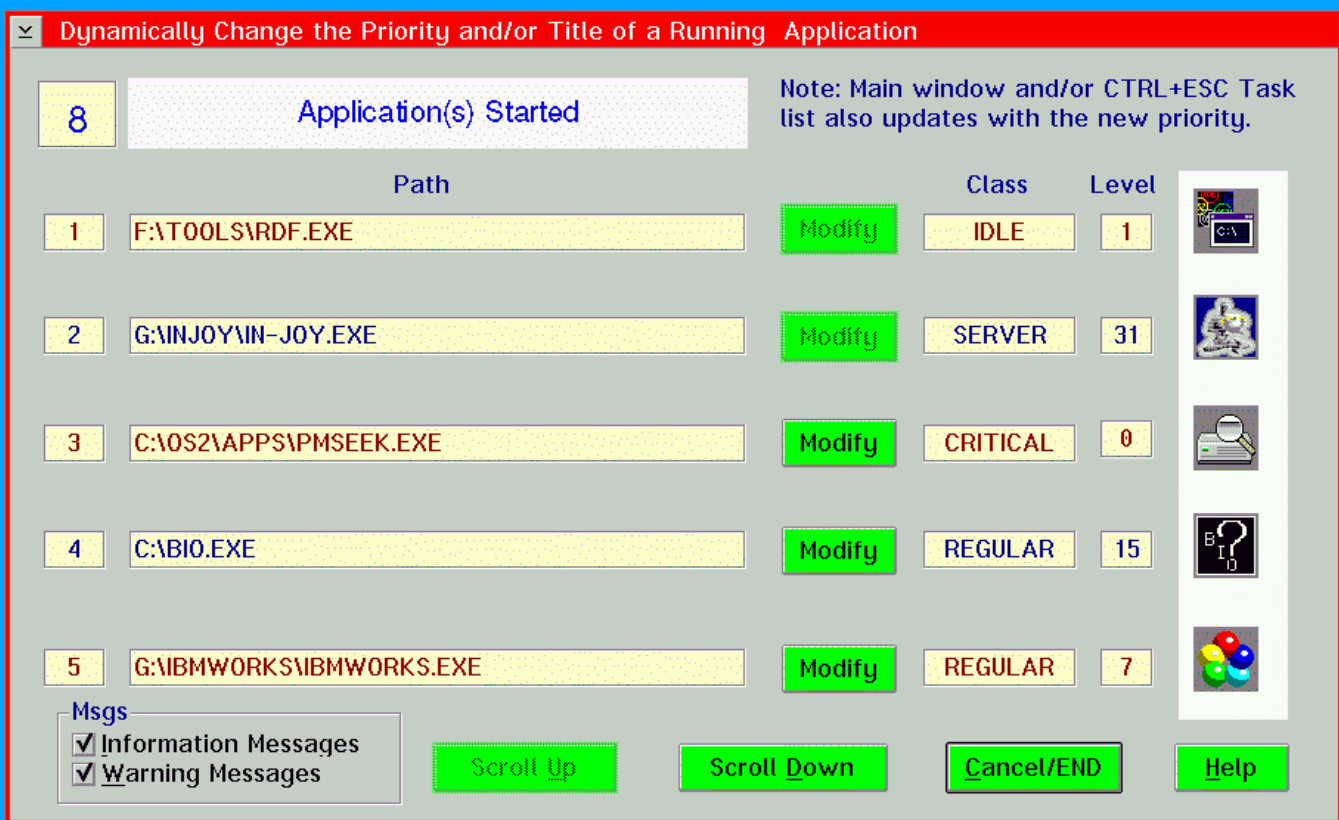 Dynamically Change the Priority and/or Title of a Running  Application
8
Application(s) Started
Note: Main window and/or CTRL+ESC Task
list also updates with the new priority.
Path Class Level
1 F:\TOOLS\RDF.EXE Modify IDLE 1
C:\
2 G:\INJOY\IN-JOY.EXE Modify SERVER 31
3 C:\OS2\APPS\PMSEEK.EXE Modify CRITICAL 0
4 C:\BIO.EXE Modify REGULAR 15
B I O ?
5 G:\IBMWORKS\IBMWORKS.EXE Modify REGULAR 7
Msgs
Information Messages
Warning Messages
Scroll Up Scroll Down Cancel/END Help